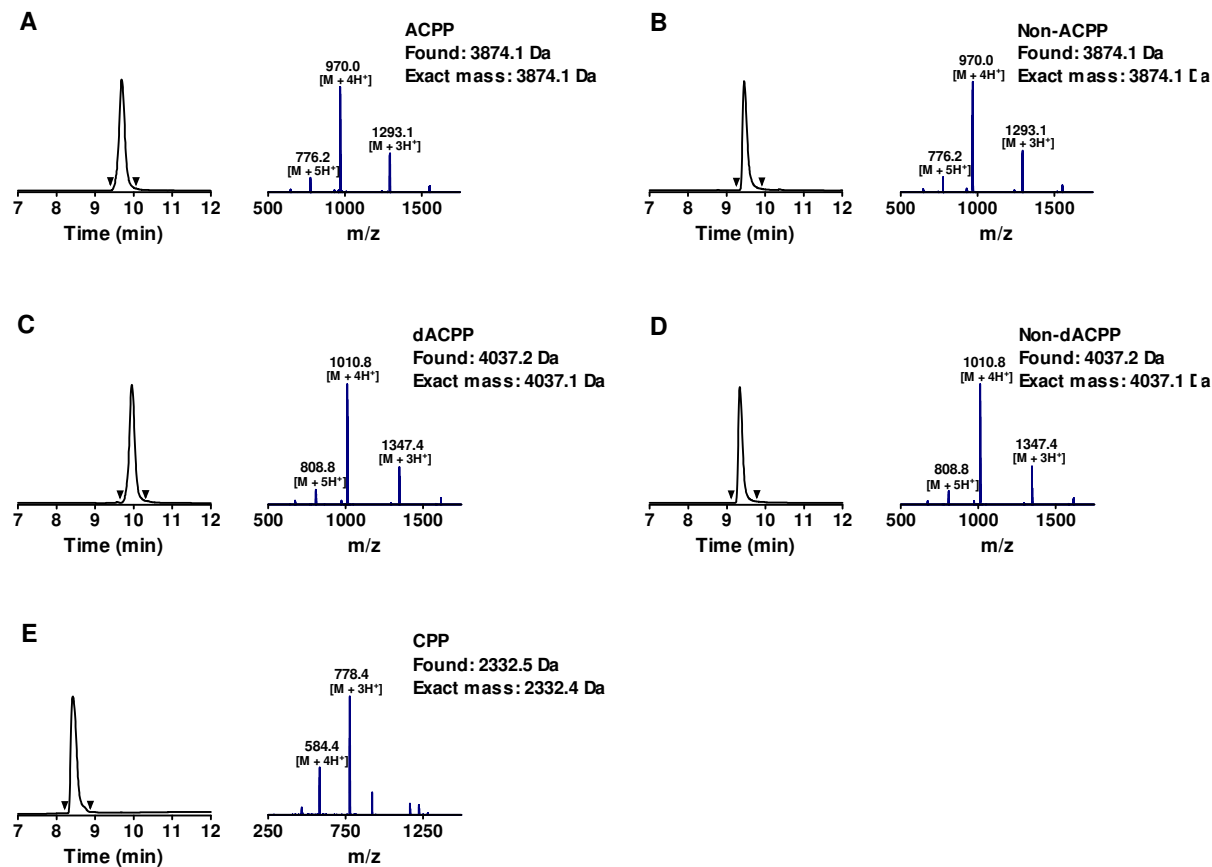 A
ACPP
Found: 3874.1 Da
Exact mass: 3874.1 Da
970.0
[M + 4H⁺]
1293.1
[M + 3H⁺]
776.2
[M + 5H⁺]
7 8 9 10 11 12
Time (min)
500 1000 1500
m/z
B
Non-ACPP
Found: 3874.1 Da
Exact mass: 3874.1 Da
970.0
[M + 4H⁺]
1293.1
[M + 3H⁺]
776.2
[M + 5H⁺]
7 8 9 10 11 12
Time (min)
500 1000 1500
m/z
C
dACPP
Found: 4037.2 Da
Exact mass: 4037.1 Da
1010.8
[M + 4H⁺]
1347.4
[M + 3H⁺]
808.8
[M + 5H⁺]
7 8 9 10 11 12
Time (min)
500 1000 1500
m/z
D
Non-dACPP
Found: 4037.2 Da
Exact mass: 4037.1 Da
1010.8
[M + 4H⁺]
1347.4
[M + 3H⁺]
808.8
[M + 5H⁺]
7 8 9 10 11 12
Time (min)
500 1000 1500
m/z
E
CPP
Found: 2332.5 Da
Exact mass: 2332.4 Da
778.4
[M + 3H⁺]
584.4
[M + 4H⁺]
7 8 9 10 11 12
Time (min)
250 750 1250
m/z